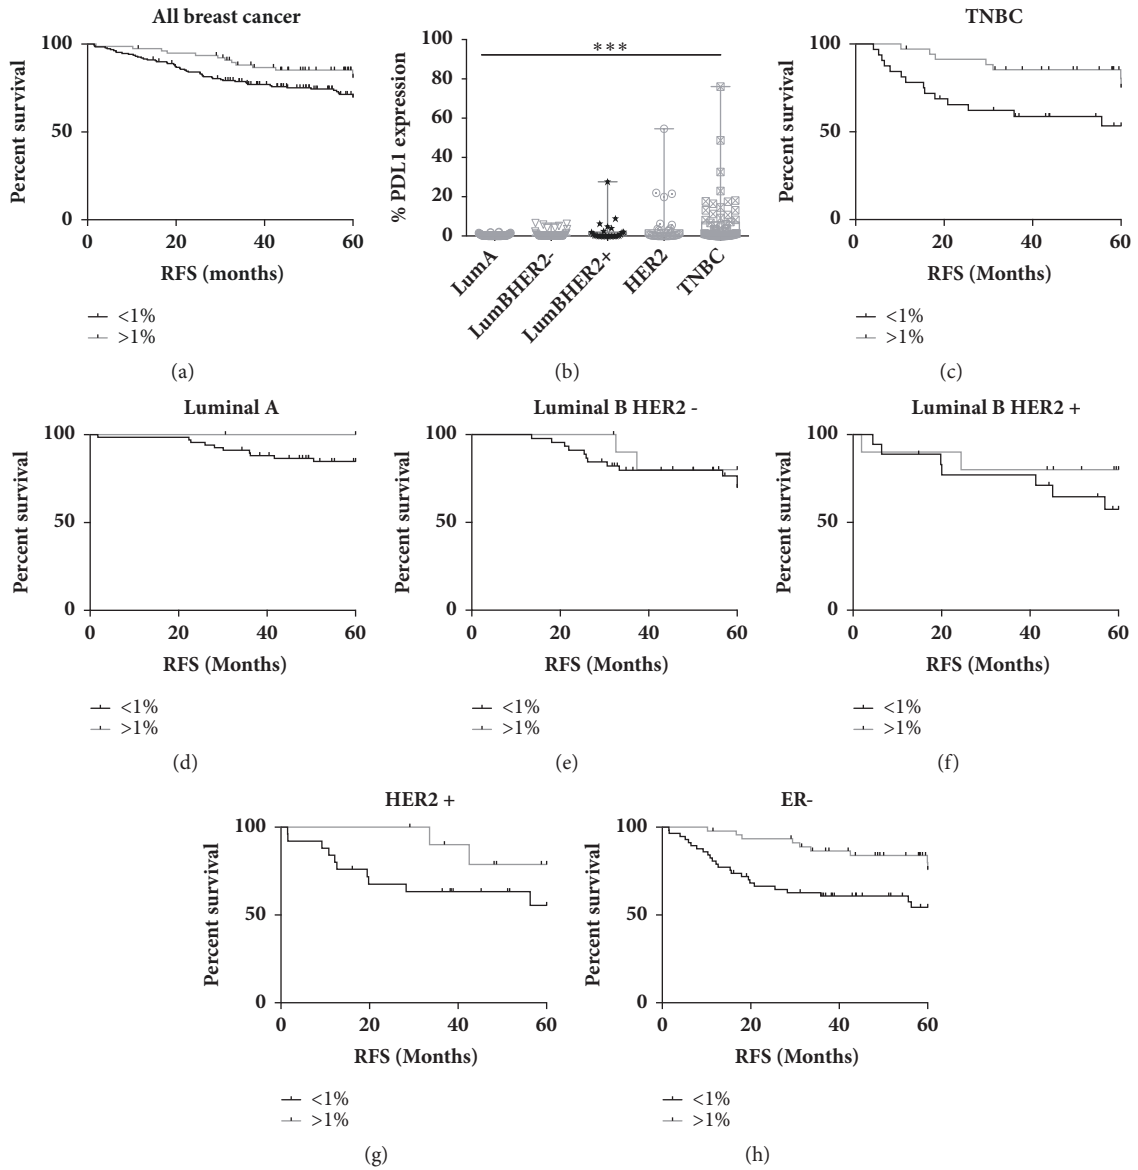 All breast cancer
Percent survival
100
50
0
0 20 40 60
RFS (months)
<1%
>1%
(a)
***
% PDL1 expression
100
80
60
40
20
0
LumA
LumBHER2-
LumBHER2+
HER2
TNBC
(b)
TNBC
Percent survival
100
50
0
0 20 40 60
RFS (Months)
<1%
>1%
(c)
Luminal A
Percent survival
100
50
0
0 20 40 60
RFS (Months)
<1%
>1%
(d)
Luminal B HER2 -
Percent survival
100
50
0
0 20 40 60
RFS (Months)
<1%
>1%
(e)
Luminal B HER2 +
Percent survival
100
50
0
0 20 40 60
RFS (Months)
<1%
>1%
(f)
HER2 +
Percent survival
100
50
0
0 20 40 60
RFS (Months)
<1%
>1%
(g)
ER-
Percent survival
100
50
0
0 20 40 60
RFS (Months)
<1%
>1%
(h)